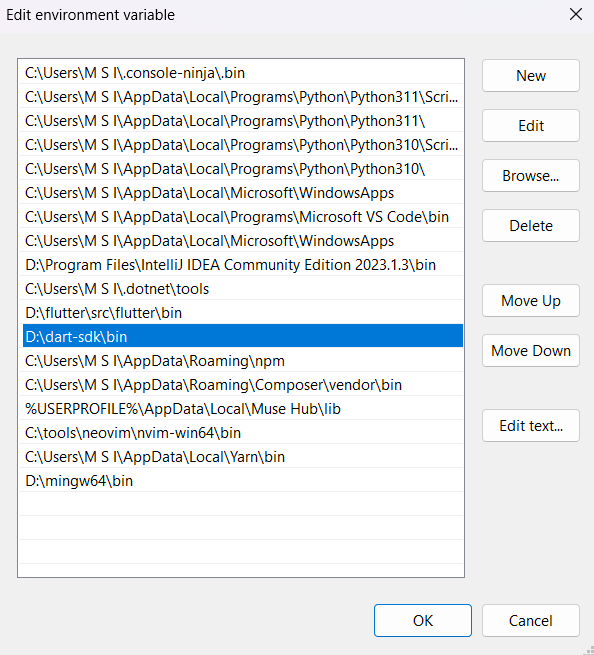 Edit environment variable
C:\Users\M S I\.console-ninja\.bin
C:\Users\M S I\AppData\Local\Programs\Python\Python311\Scri...
C:\Users\M S I\AppData\Local\Programs\Python\Python311\
C:\Users\M S I\AppData\Local\Programs\Python\Python310\Scri...
C:\Users\M S I\AppData\Local\Programs\Python\Python310\
C:\Users\M S I\AppData\Local\Microsoft\WindowsApps
C:\Users\M S I\AppData\Local\Programs\Microsoft VS Code\bin
C:\Users\M S I\AppData\Local\Microsoft\WindowsApps
D:\Program Files\IntelliJ IDEA Community Edition 2023.1.3\bin
C:\Users\M S I\.dotnet\tools
D:\flutter\src\flutter\bin
D:\dart-sdk\bin
C:\Users\M S I\AppData\Roaming\npm
C:\Users\M S I\AppData\Roaming\Composer\vendor\bin
%USERPROFILE%\AppData\Local\Muse Hub\lib
C:\tools\neovim\nvim-win64\bin
C:\Users\M S I\AppData\Local\Yarn\bin
D:\mingw64\bin
New
Edit
Browse...
Delete
Move Up
Move Down
Edit text...
OK
Cancel